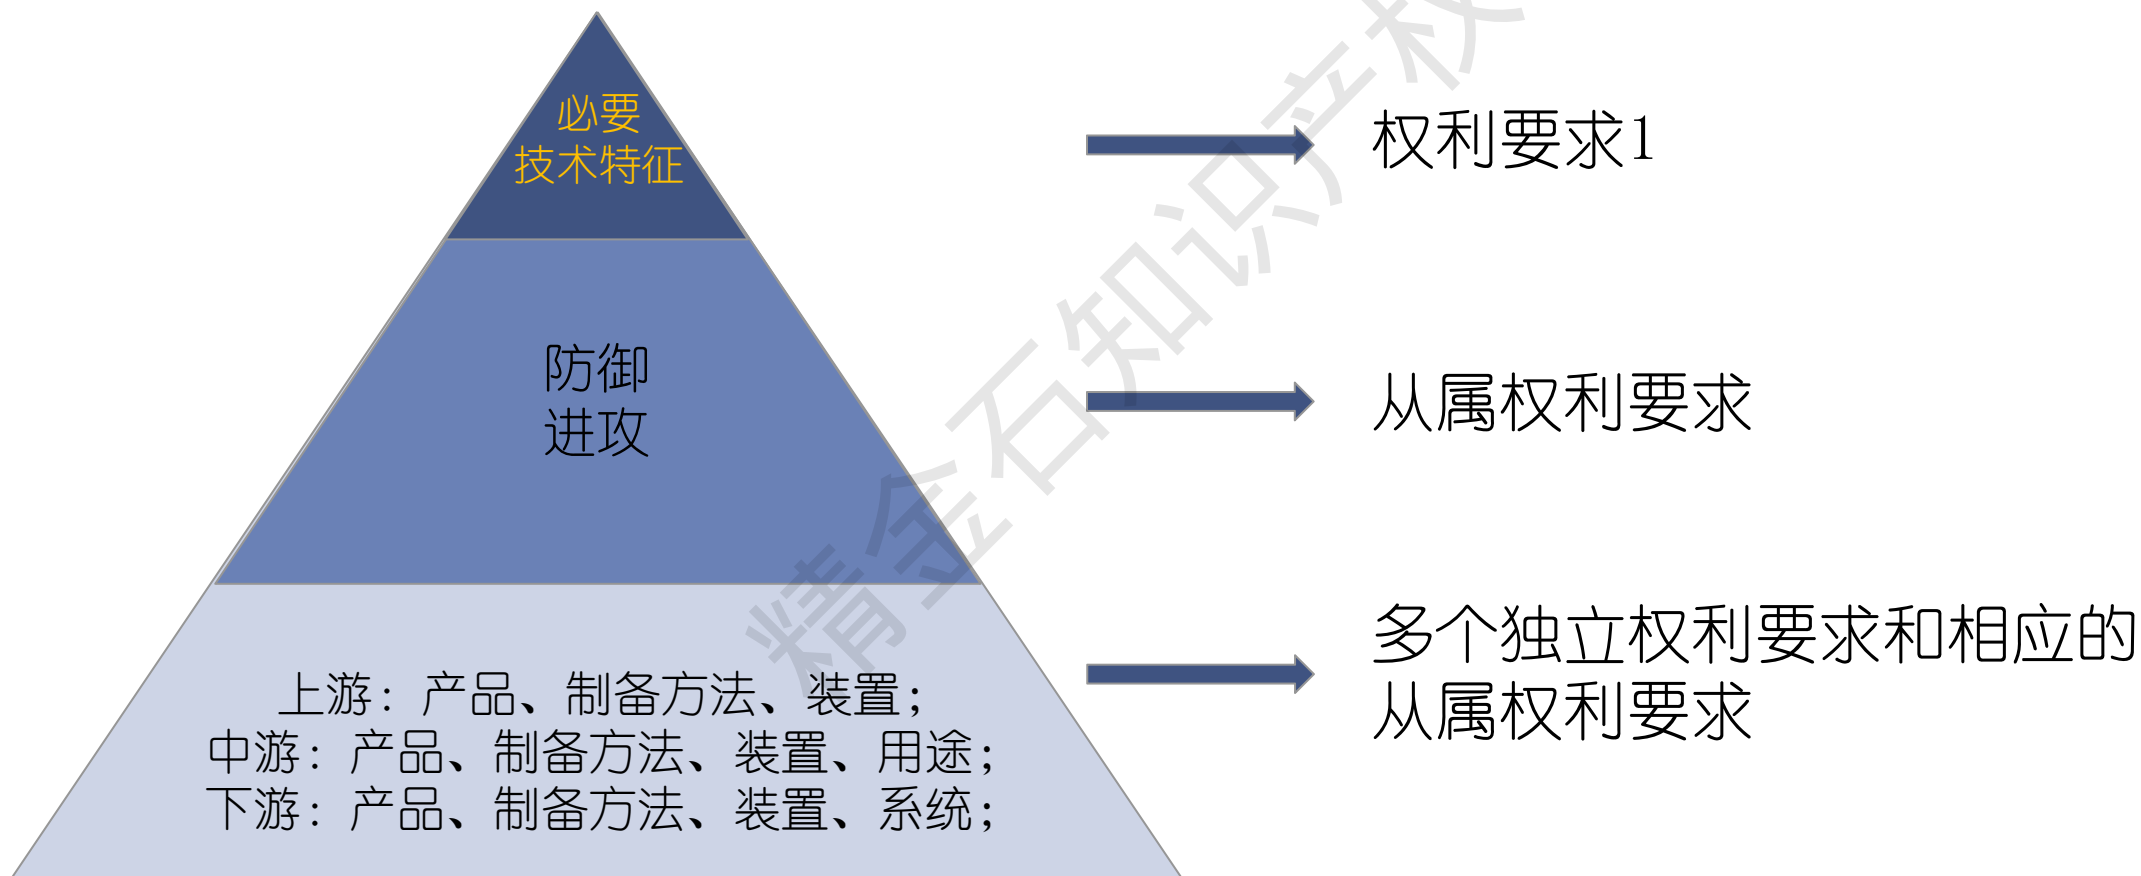 必要
技术特征
权利要求1
防御
进攻
从属权利要求
上游：产品、制备方法、装置；
中游：产品、制备方法、装置、用途；
下游：产品、制备方法、装置、系统；
多个独立权利要求和相应的
从属权利要求
精金石知识产权